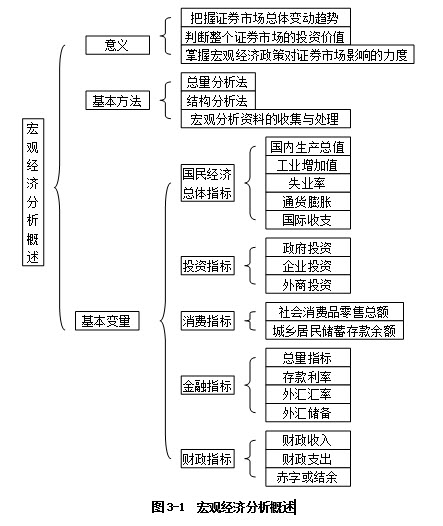 宏观经济分析概述
意义
把握证券市场总体变动趋势
判断整个证券市场的投资价值
掌握宏观经济政策对证券市场影响的力度
基本方法
总量分析法
结构分析法
宏观分析资料的收集与处理
基本变量
国民经济
总体指标
国内生产总值
工业增加值
失业率
通货膨胀
国际收支
投资指标
政府投资
企业投资
外商投资
消费指标
社会消费品零售总额
城乡居民储蓄存款余额
金融指标
总量指标
存款利率
外汇汇率
外汇储备
财政指标
财政收入
财政支出
赤字或结余
图 3-1 宏观经济分析概述